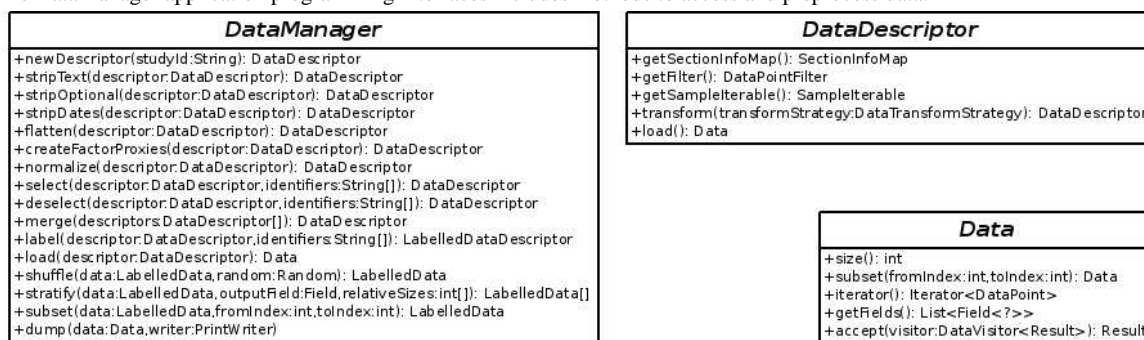 DataManager
+newDescriptor(studyId:String): DataDescriptor
+stripText(descriptor:DataDescriptor): DataDescriptor
+stripOptional(descriptor:DataDescriptor): DataDescriptor
+stripDates(descriptor:DataDescriptor): DataDescriptor
+flatten(descriptor:DataDescriptor): DataDescriptor
+createFactorProxies(descriptor:DataDescriptor): DataDescriptor
+normalize(descriptor:DataDescriptor): DataDescriptor
+select(descriptor:DataDescriptor,identifiers:String[]): DataDescriptor
+deselect(descriptor:DataDescriptor,identifiers:String[]): DataDescriptor
+merge(descriptors:DataDescriptor[]): DataDescriptor
+label(descriptor:DataDescriptor,identifiers:String[]): LabelledDataDescriptor
+load(descriptor:DataDescriptor): Data
+shuffle(data:LabelledData,random:Random): LabelledData
+stratify(data:LabelledData,outputField:Field,relativeSizes:int[]): LabelledData[]
+subset(data:LabelledData,fromIndex:int,toIndex:int): LabelledData
+dump(data:Data,writer:PrintWriter)
DataDescriptor
+getSectionInfoMap(): SectionInfoMap
+getFilter(): DataPointFilter
+getSampleIterable(): SampleIterable
+transform(transformStrategy:DataTransformStrategy): DataDescriptor
+load(): Data
Data
+size(): int
+subset(fromIndex:int,toIndex:int): Data
+iterator(): Iterator<DataPoint>
+getFields(): List<Field<?>>
+accept(visitor:DataVisitor<Result>): Result